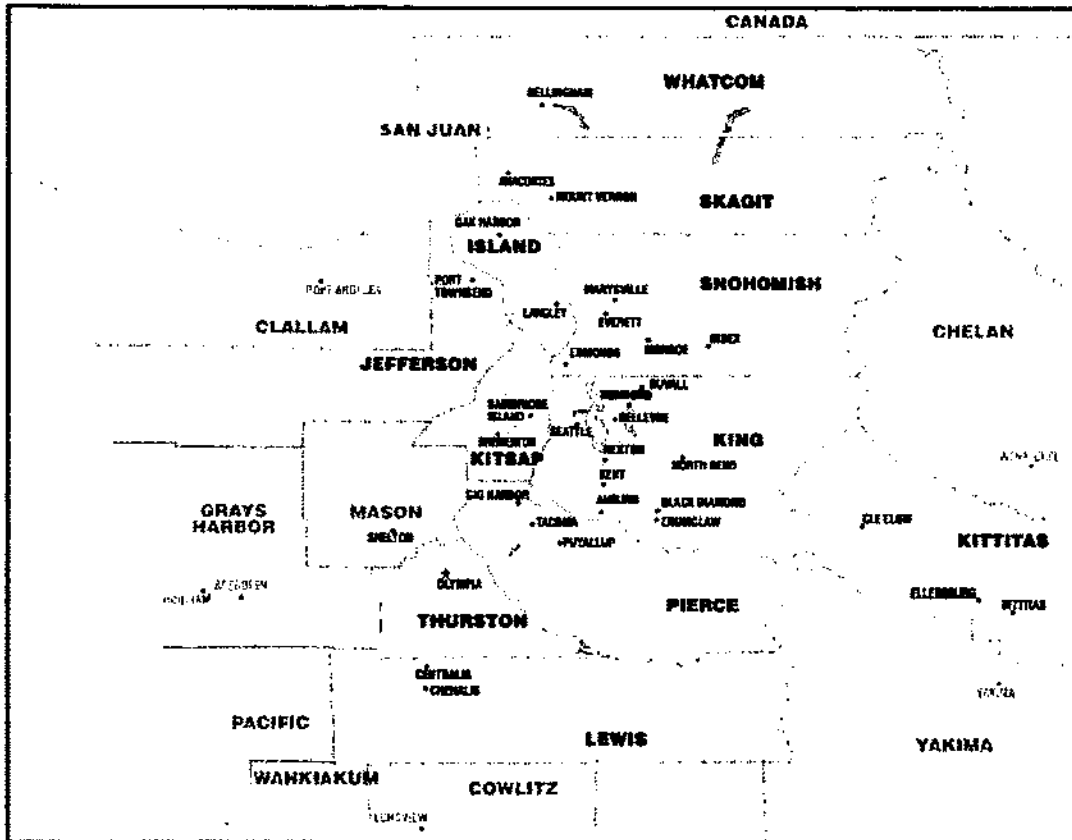 CANADA
WHATCOM
BELLINGHAM
SAN JUAN
ANACORTES
MOUNT VERNON
SKAGIT
OAK HARBOR
ISLAND
PORT
TOWNSEND
PORT ANGELES
MARYSVILLE
SNOHOMISH
LANGLEY
EVERETT
CLALLAM
CHELAN
EDMONDS
MONROE
INDEX
JEFFERSON
DUVALL
BAINBRIDGE
ISLAND
BELLEVUE
SEATTLE
BREMERTON
KING
KITSAP
RENTON
NORTH BEND
KENT
GIG HARBOR
GRAYS
HARBOR
MASON
SHELTON
AUBURN
BLACK DIAMOND
ENUMCLAW
TACOMA
PUYALLUP
CLE ELUM
KITTITAS
OLYMPIA
ABERDEEN
ELLENSBURG
KITTITAS
PIERCE
THURSTON
CENTRALIA
CHEHALIS
YAKIMA
PACIFIC
LEWIS
YAKIMA
WAHKIAKUM
COWLITZ
LONGVIEW